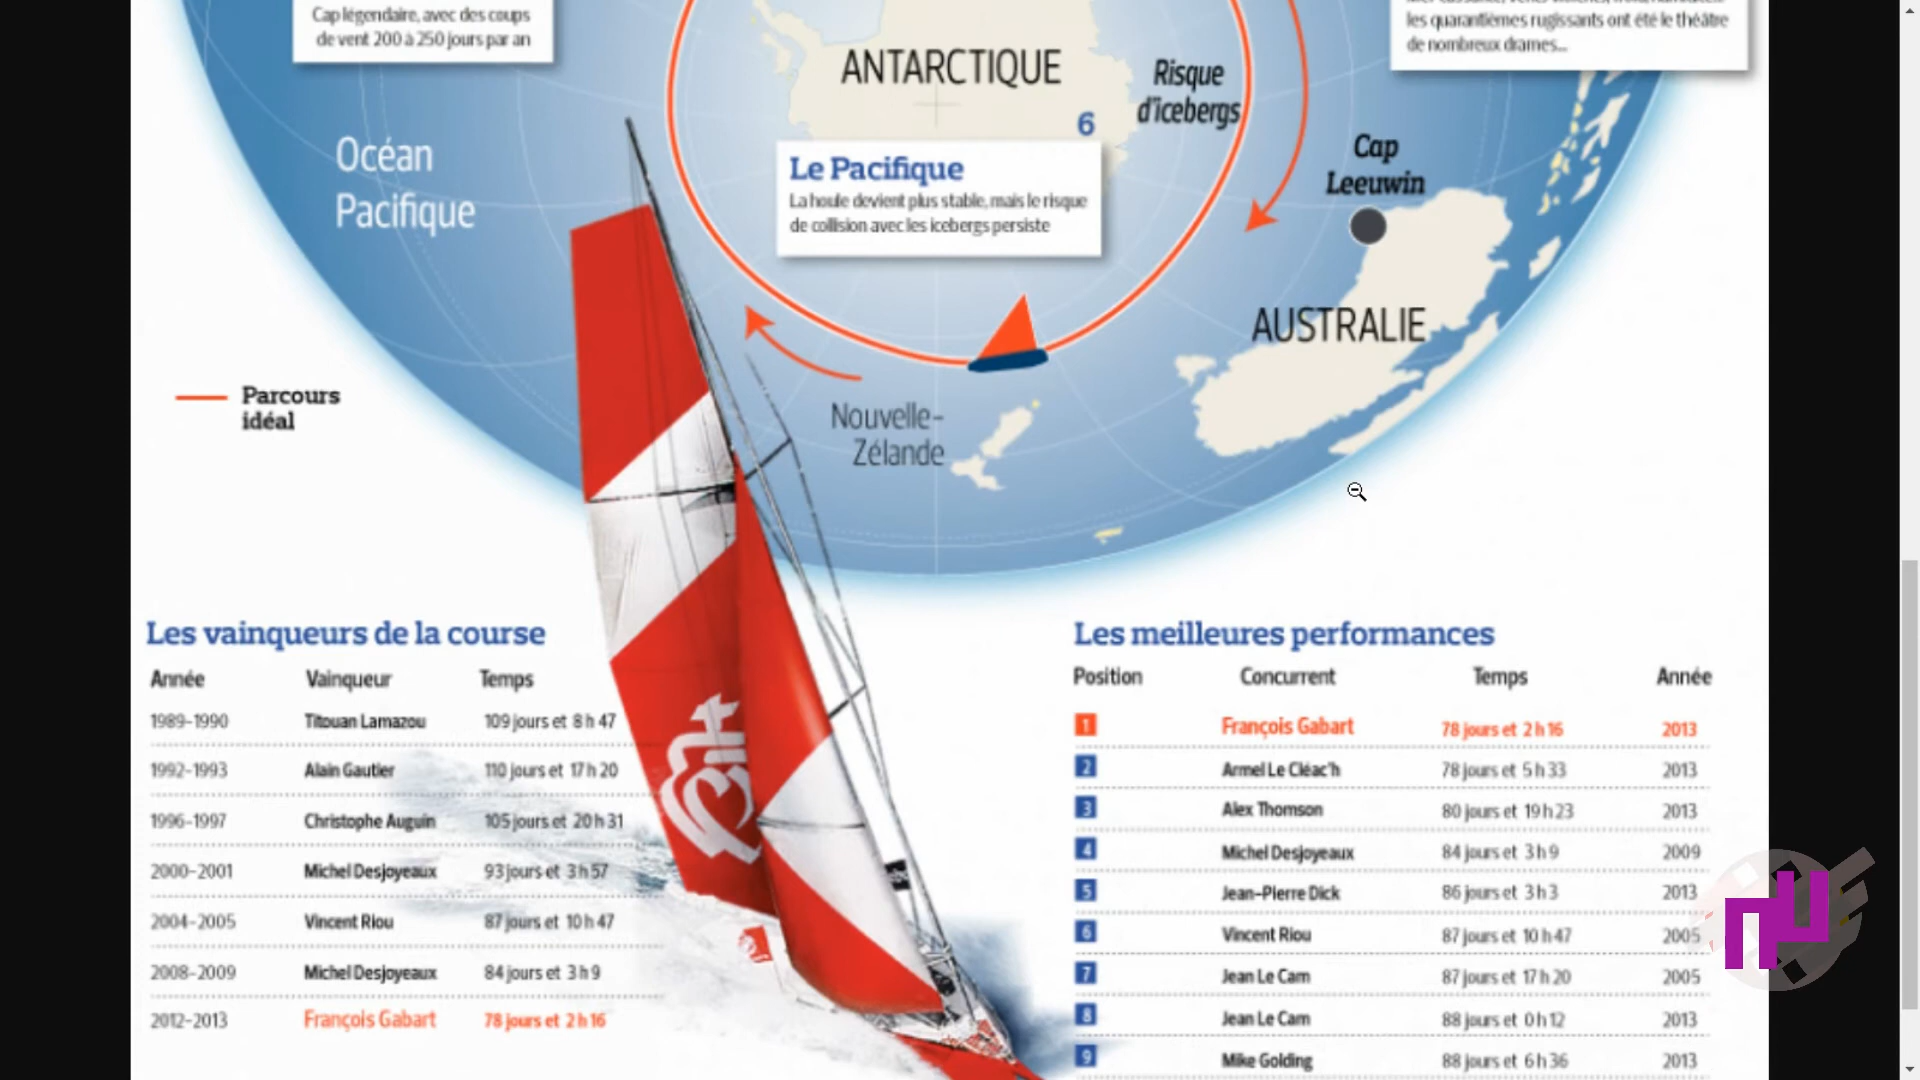 Cap légendaire, avec des coups
de vent 200 à 250 jours par an
les quarantièmes rugissants ont été le théâtre
de nombreux drames...
ANTARCTIQUE
Risque
d'icebergs
6
Le Pacifique
La houle devient plus stable, mais le risque
de collision avec les icebergs persiste
Océan
Pacifique
Cap
Leeuwin
AUSTRALIE
Parcours
idéal
Nouvelle-
Zélande
Les vainqueurs de la course
Année Vainqueur Temps
1989-1990 Titouan Lamazou 109 jours et 8 h 47
1992-1993 Alain Gautier 110 jours et 17 h 20
1996-1997 Christophe Auguin 105 jours et 20 h 31
2000-2001 Michel Desjoyeaux 93 jours et 3 h 57
2004-2005 Vincent Riou 87 jours et 10 h 47
2008-2009 Michel Desjoyeaux 84 jours et 3 h 9
2012-2013 François Gabart 78 jours et 2 h 16
Les meilleures performances
Position Concurrent Temps Année
1 François Gabart 78 jours et 2 h 16 2013
2 Armel Le Cléac'h 78 jours et 5 h 33 2013
3 Alex Thomson 80 jours et 19 h 23 2013
4 Michel Desjoyeaux 84 jours et 3 h 9 2009
5 Jean-Pierre Dick 86 jours et 3 h 3 2013
6 Vincent Riou 87 jours et 10 h 47 2005
7 Jean Le Cam 87 jours et 17 h 20 2005
8 Jean Le Cam 88 jours et 0 h 12 2013
9 Mike Golding 88 jours et 6 h 36 2013